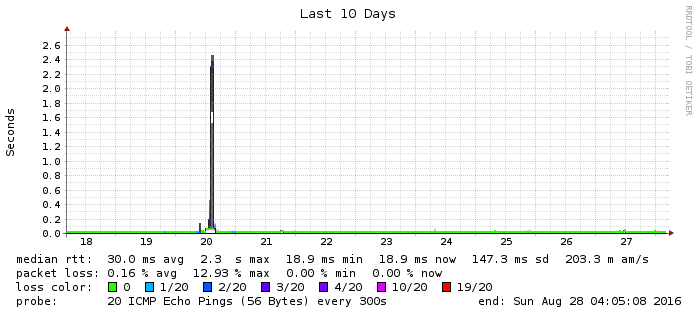 Last 10 Days
RRDTOOL / TOBI OETIKER
Seconds
2.6
2.4
2.2
2.0
1.8
1.6
1.4
1.2
1.0
0.8
0.6
0.4
0.2
0.0
18 19 20 21 22 23 24 25 26 27
median rtt: 30.0 ms avg 2.3 s max 18.9 ms min 18.9 ms now 147.3 ms sd 203.3 m am/s
packet loss: 0.16 % avg 12.93 % max 0.00 % min 0.00 % now
loss color: 0 1/20 2/20 3/20 4/20 10/20 19/20
probe: 20 ICMP Echo Pings (56 Bytes) every 300s end: Sun Aug 28 04:05:08 2016